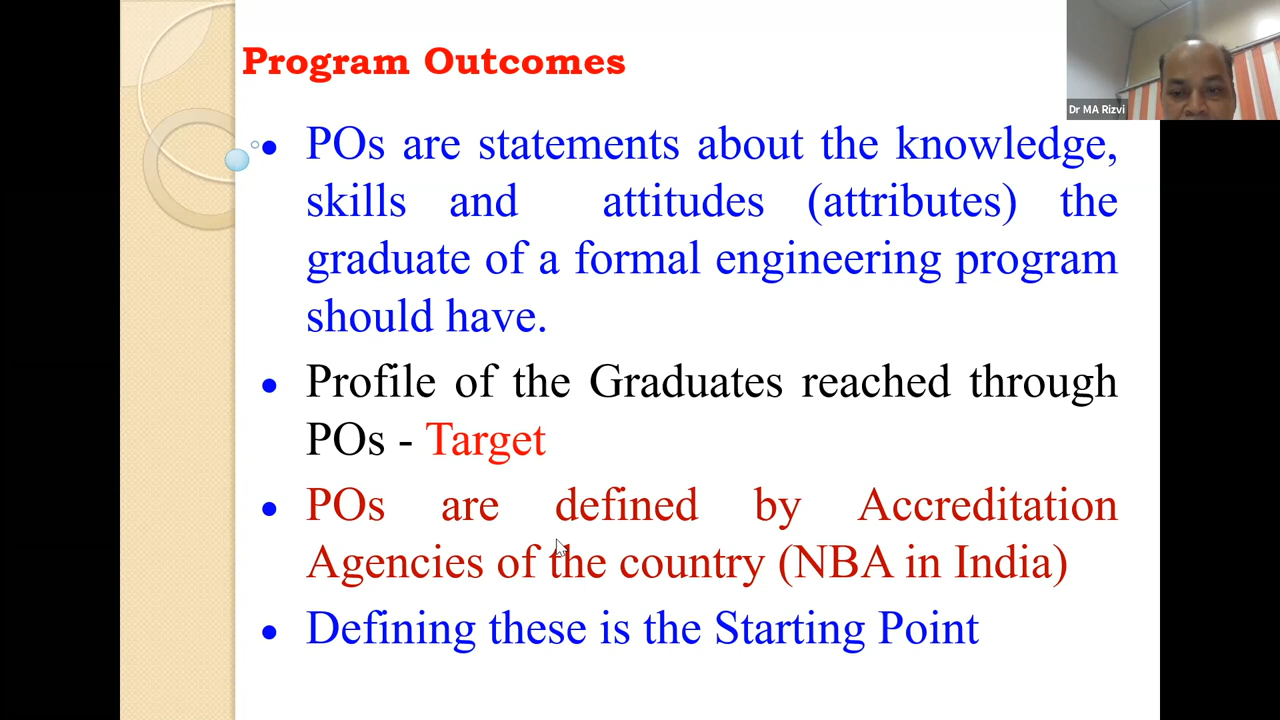 Program Outcomes
Dr MA Rizvi
• POs are statements about the knowledge,
skills and attitudes (attributes) the
graduate of a formal engineering program
should have.
• Profile of the Graduates reached through
POs - Target
• POs are defined by Accreditation
Agencies of the country (NBA in India)
• Defining these is the Starting Point